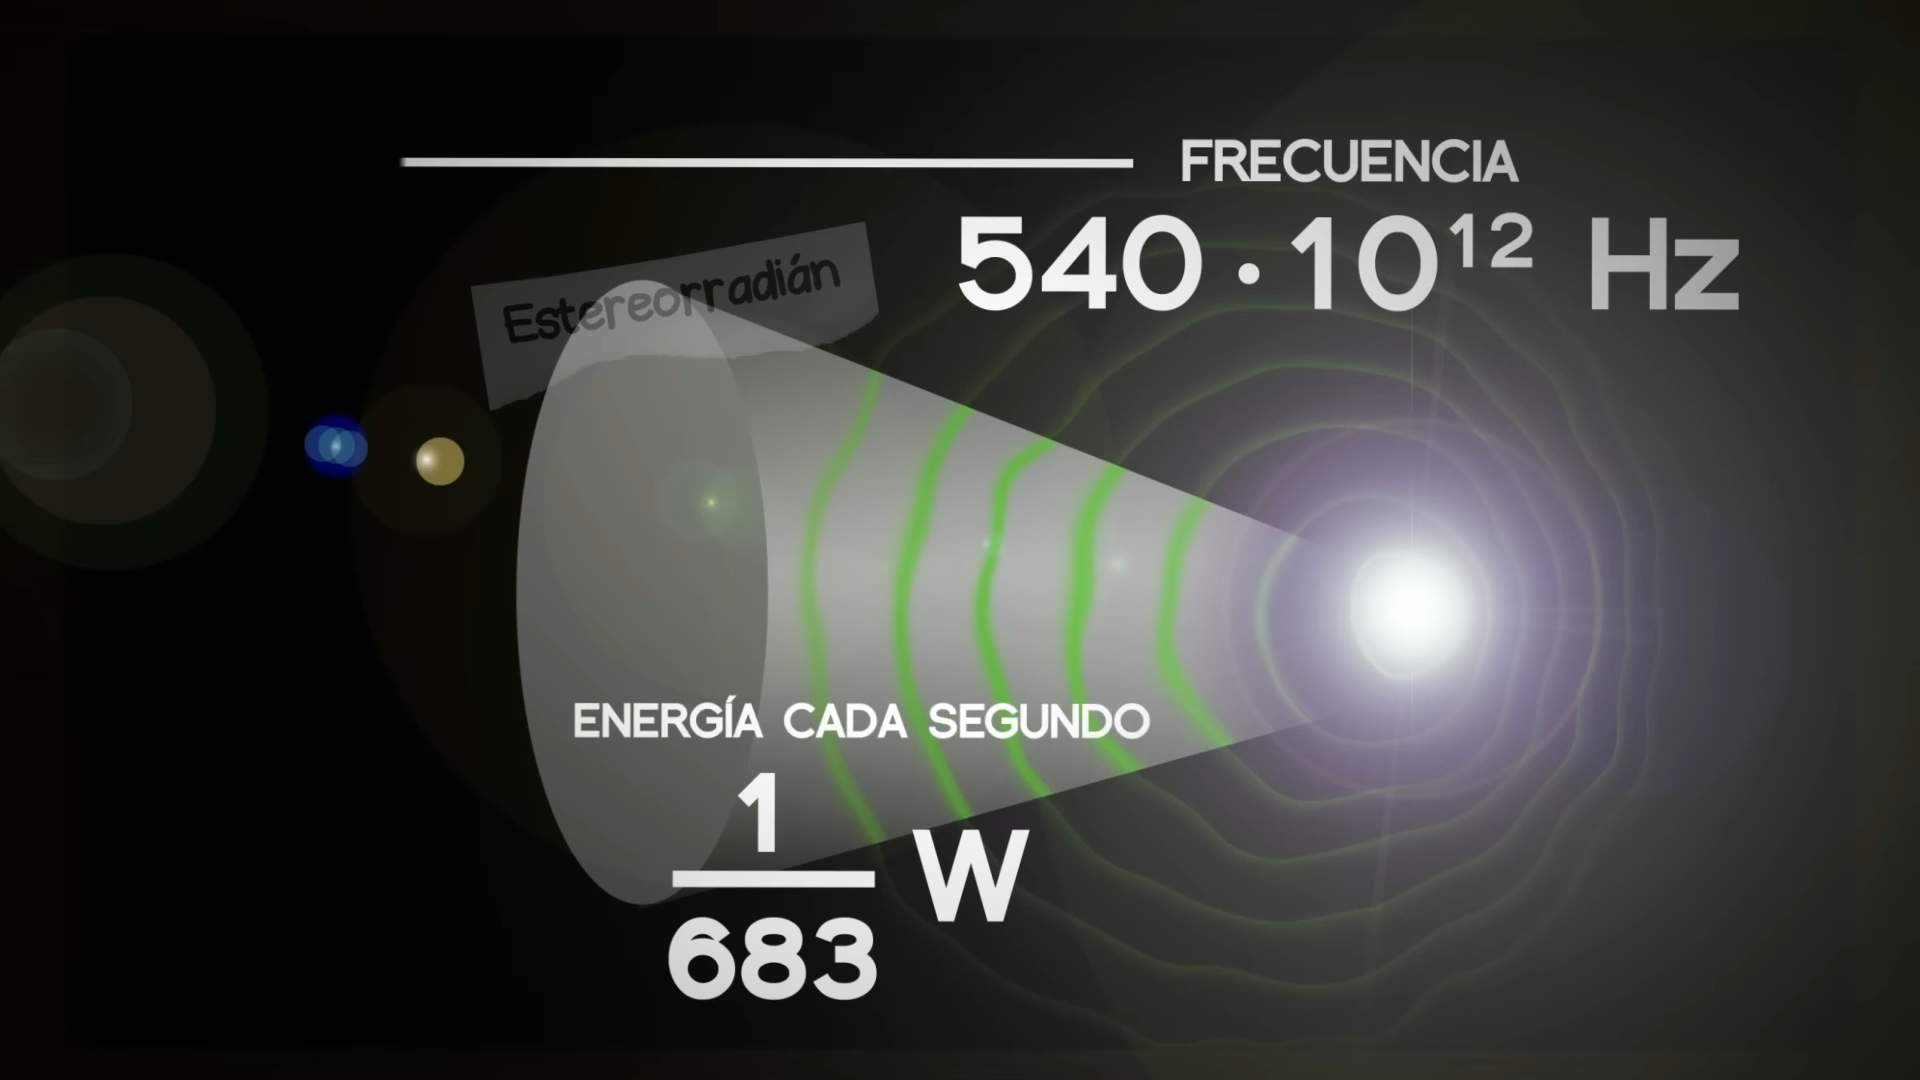 FRECUENCIA
540·10¹² Hz
Estereorradián
ENERGÍA CADA SEGUNDO
1
W
683